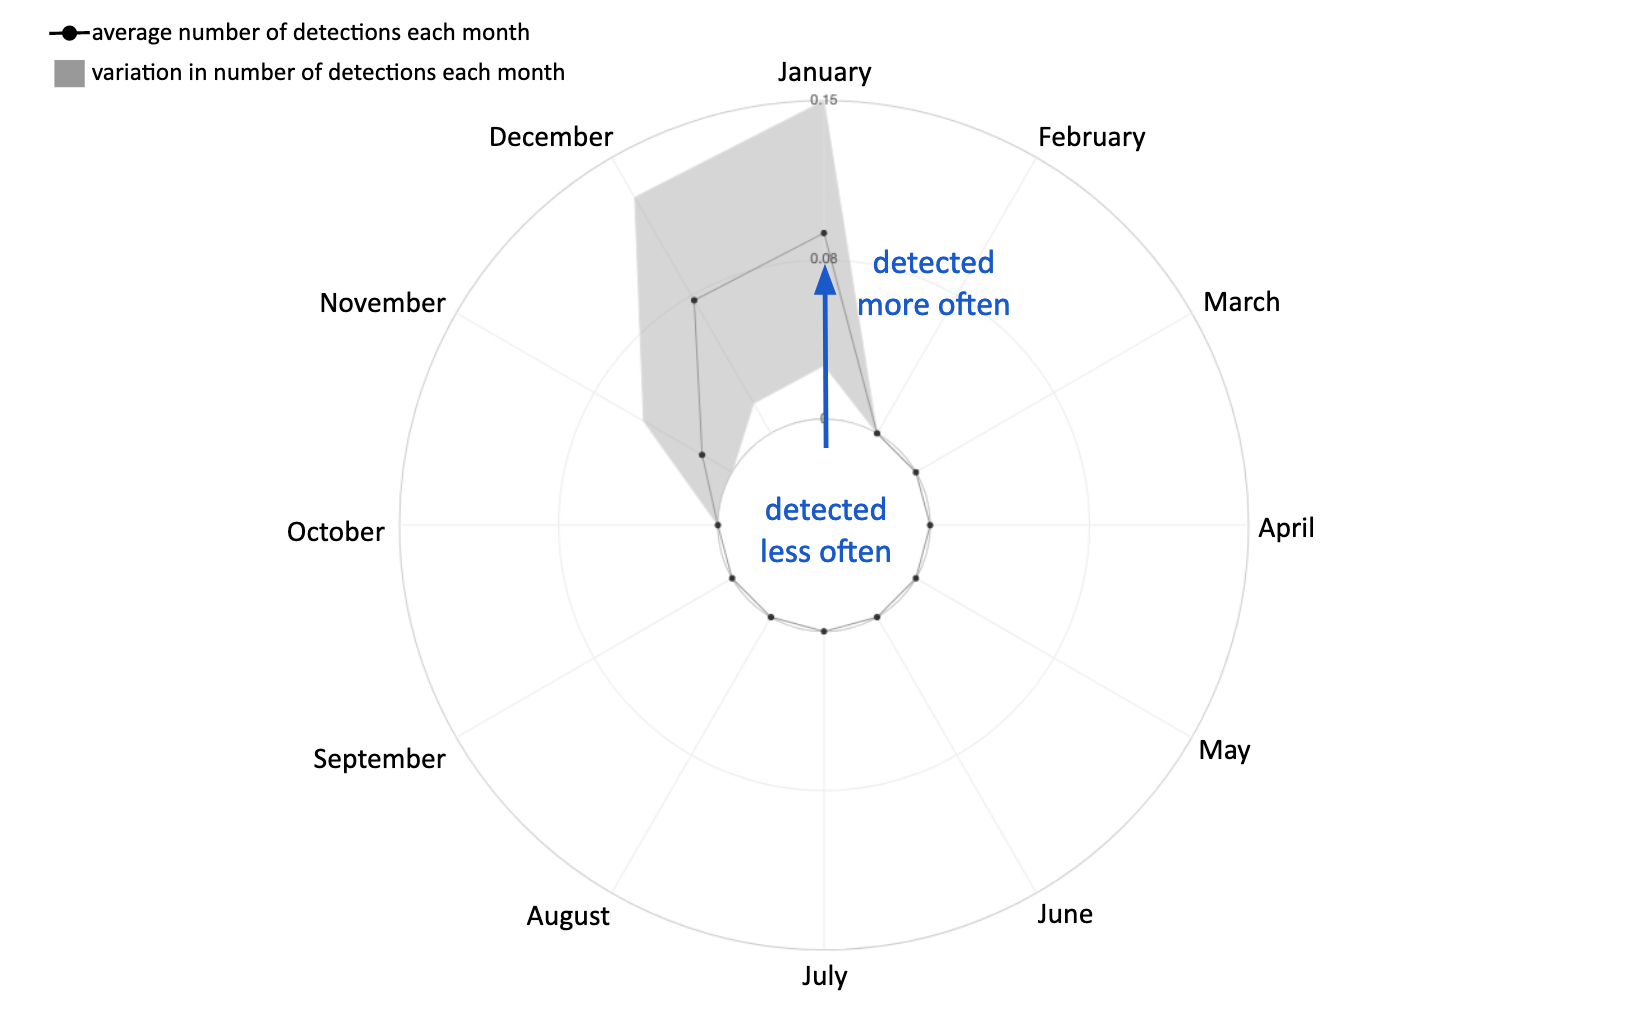 average number of detections each month
variation in number of detections each month
January
0.15
December
February
November
March
0.08
detected
more often
0
detected
less often
October
April
September
May
August
June
July